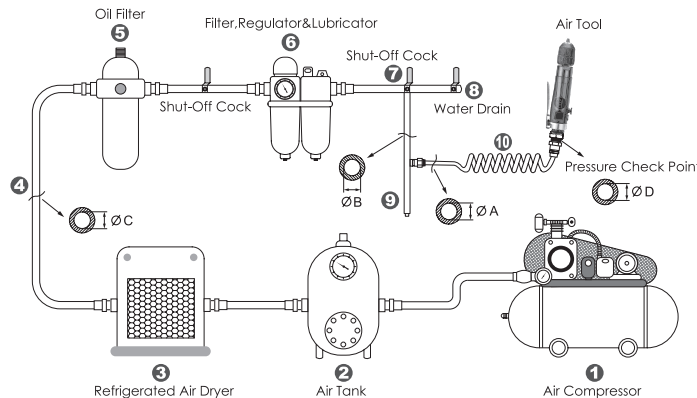 Oil Filter
5
Filter,Regulator&Lubricator
6
Shut-Off Cock
7
Air Tool
8
Shut-Off Cock
Water Drain
10
Pressure Check Point
4
ØB
9
ØA
ØD
ØC
3
Refrigerated Air Dryer
2
Air Tank
1
Air Compressor